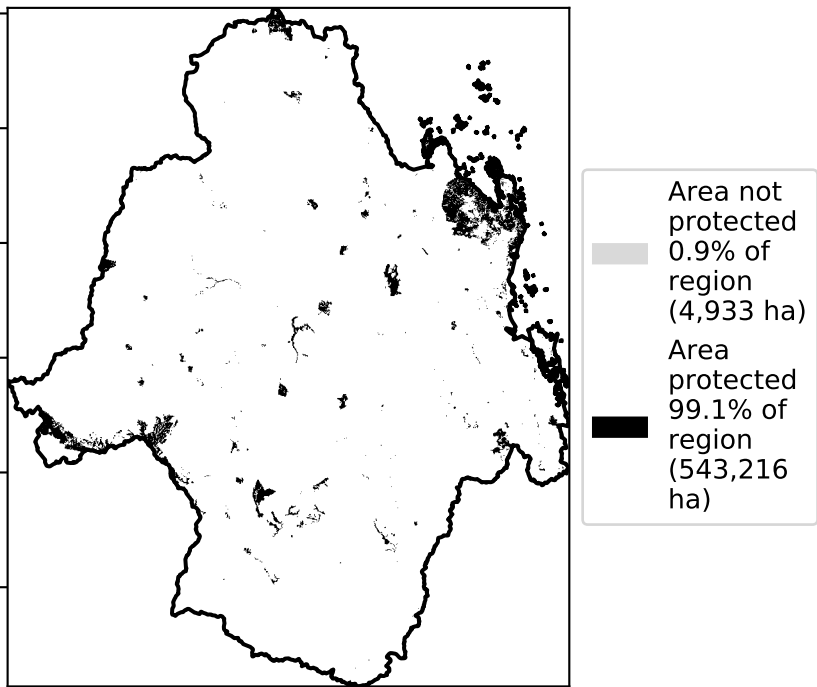 Area not
protected
0.9% of
region
(4,933 ha)
Area
protected
99.1% of
region
(543,216
ha)